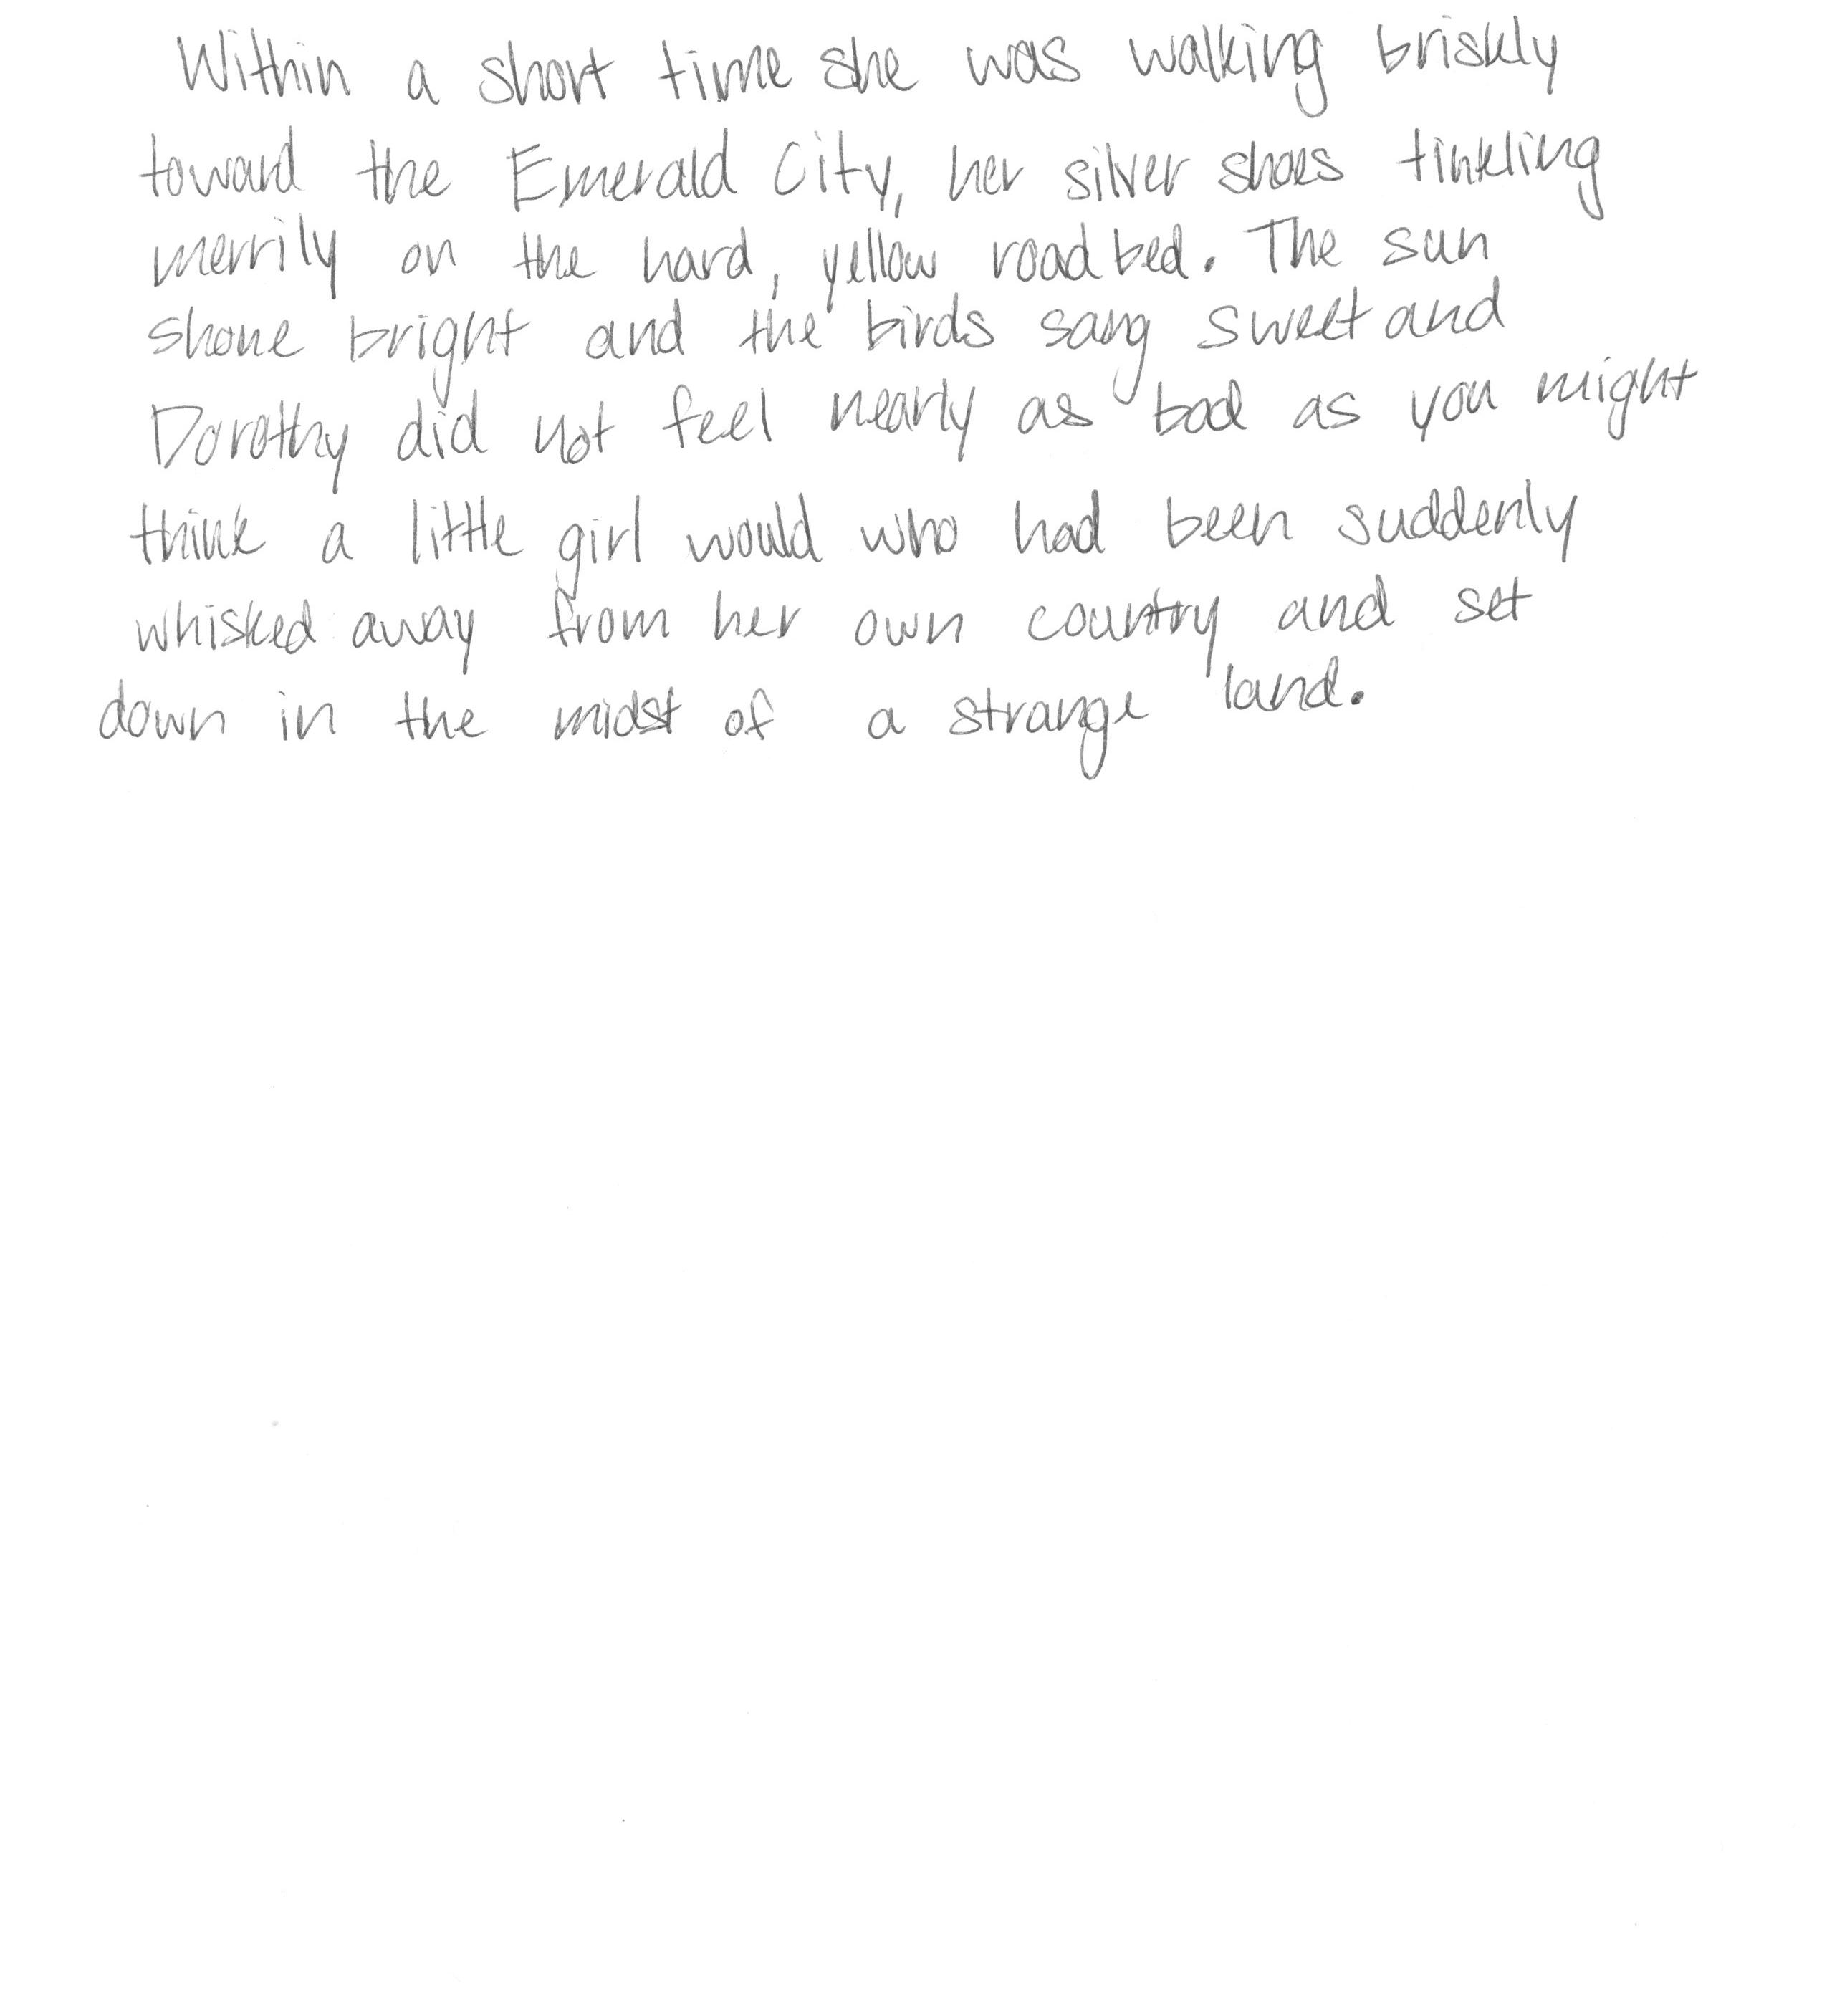 Within a short time she was walking briskly
toward the Emerald City, her silver shoes tinkling
merrily on the hard, yellow roadbed. The sun
shone bright and the birds sang sweet and
Dorothy did not feel nearly as bad as you might
think a little girl would who had been suddenly
whisked away from her own country and set
down in the midst of a strange land.